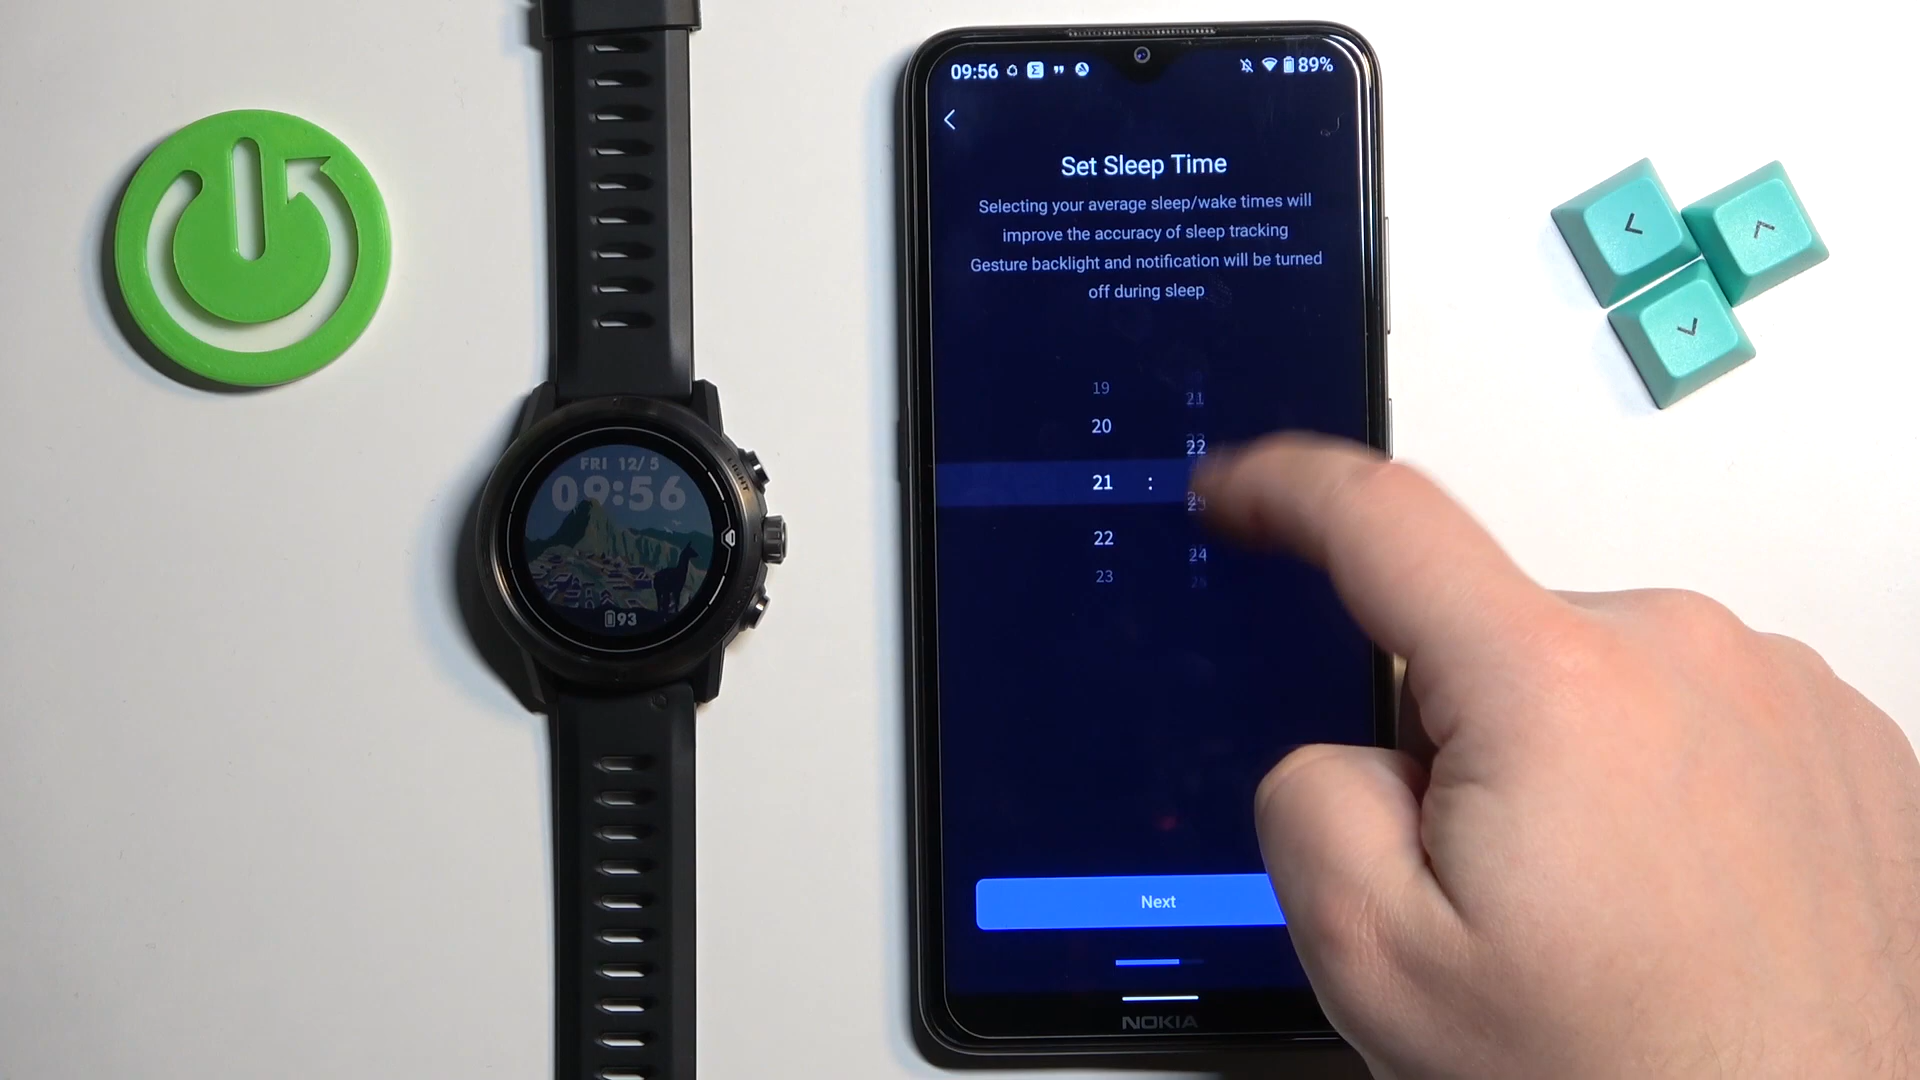 09:56
89%
Set Sleep Time
Selecting your average sleep/wake times will
improve the accuracy of sleep tracking
Gesture backlight and notification will be turned
off during sleep
19
21
20
22
21 :
22
24
23
Next
NOKIA
FRI 12/5
09:56
93
LIGHT